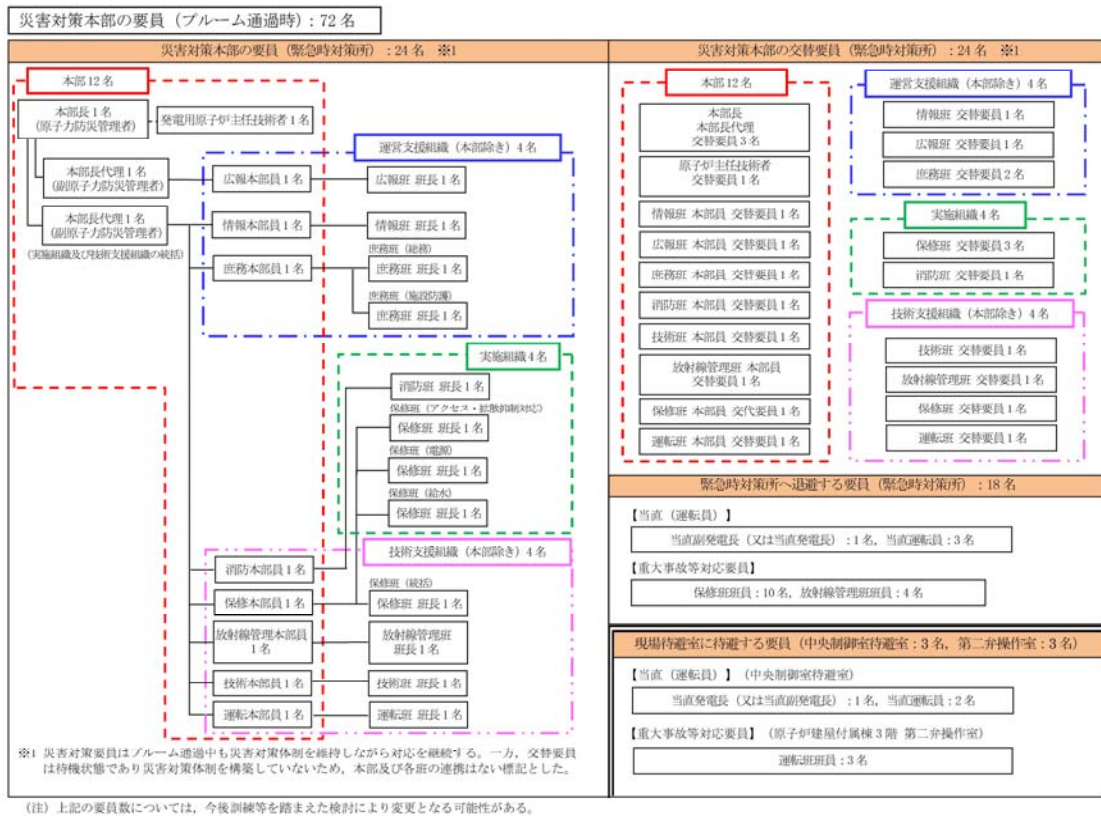 災害対策本部の要員（プルーム通過時）：72名
災害対策本部の要員（緊急時対策所）：24名　※1
本部12名
本部長1名
（原子力防災管理者）
発電用原子炉主任技術者1名
運営支援組織（本部除き）4名
本部長代理1名
（副原子力防災管理者）
広報本部員1名
広報班 班長1名
本部長代理1名
（副原子力防災管理者）
（実施組織及び技術支援組織の統括）
情報本部員1名
情報班 班長1名
庶務班（総務）
庶務本部員1名
庶務班 班長1名
庶務班（施設防護）
庶務班 班長1名
実施組織4名
消防班 班長1名
保修班（アクセス・拡散抑制対応）
保修班 班長1名
保修班（電源）
保修班 班長1名
保修班（給水）
保修班 班長1名
技術支援組織（本部除き）4名
消防本部員1名
保修班（統括）
保修本部員1名
保修班 班長1名
放射線管理本部員
1名
放射線管理班
班長1名
技術本部員1名
技術班 班長1名
運転本部員1名
運転班 班長1名
※1 災害対策要員はプルーム通過中も災害対策体制を維持しながら対応を継続する。一方，交替要員
は待機状態であり災害対策体制を構築していないため，本部及び各班の連携はない標記とした。
災害対策本部の交替要員（緊急時対策所）：24名　※1
本部12名
本部長
本部長代理
交替要員3名
原子炉主任技術者
交替要員1名
情報班 本部員 交替要員1名
広報班 本部員 交替要員1名
庶務班 本部員 交替要員1名
消防班 本部員 交替要員1名
技術班 本部員 交替要員1名
放射線管理班 本部員
交替要員1名
保修班 本部員 交代要員1名
運転班 本部員 交替要員1名
運営支援組織（本部除き）4名
情報班 交替要員1名
広報班 交替要員1名
庶務班 交替要員2名
実施組織4名
保修班 交替要員3名
消防班 交替要員1名
技術支援組織（本部除き）4名
技術班 交替要員1名
放射線管理班 交替要員1名
保修班 交替要員1名
運転班 交替要員1名
緊急時対策所へ退避する要員（緊急時対策所）：18名
【当直（運転員）】
当直副発電長（又は当直発電長）：1名，当直運転員：3名
【重大事故等対応要員】
保修班班員：10名，放射線管理班班員：4名
現場待避室に待避する要員（中央制御室待避室：3名，第二弁操作室：3名）
【当直（運転員）】（中央制御室待避室）
当直発電長（又は当直副発電長）：1名，当直運転員：2名
【重大事故等対応要員】（原子炉建屋付属棟3階 第二弁操作室）
運転班班員：3名
（注）上記の要員数については，今後訓練等を踏まえた検討により変更となる可能性がある。